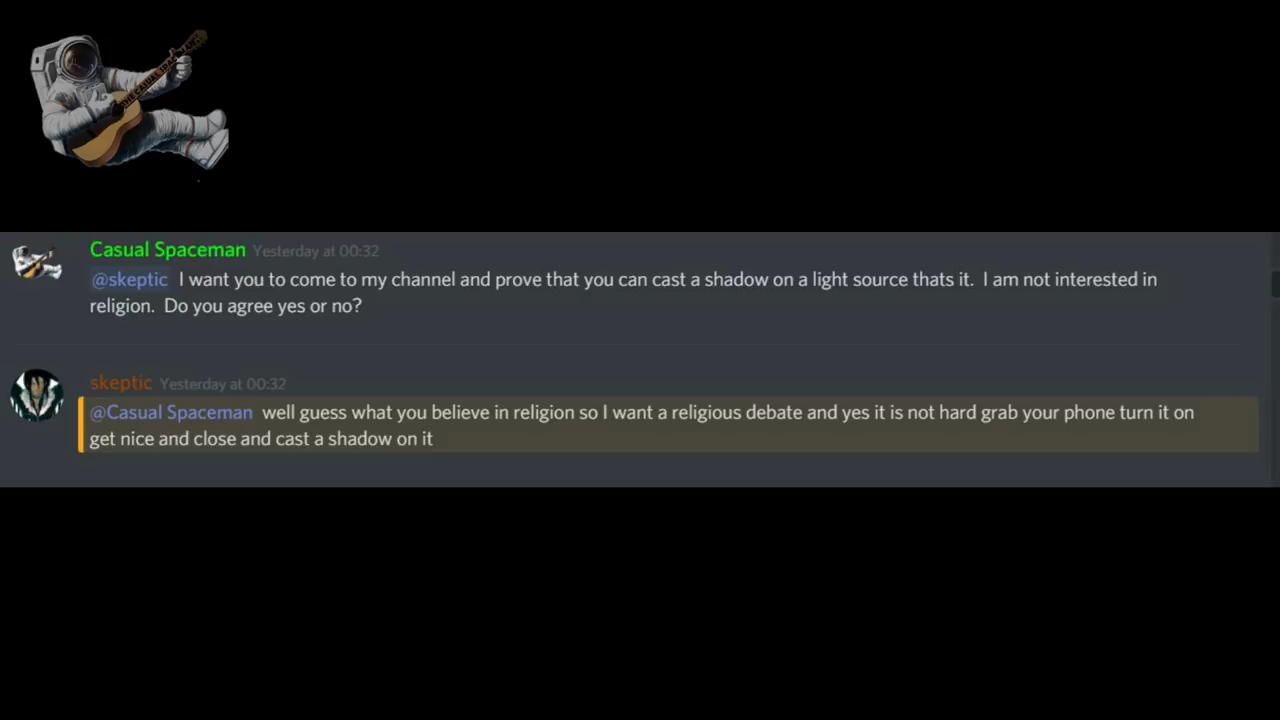 THE CASUAL SPACEMAN
Casual Spaceman Yesterday at 00:32
@skeptic I want you to come to my channel and prove that you can cast a shadow on a light source thats it. I am not interested in
religion. Do you agree yes or no?
skeptic Yesterday at 00:32
@Casual Spaceman well guess what you believe in religion so I want a religious debate and yes it is not hard grab your phone turn it on
get nice and close and cast a shadow on it